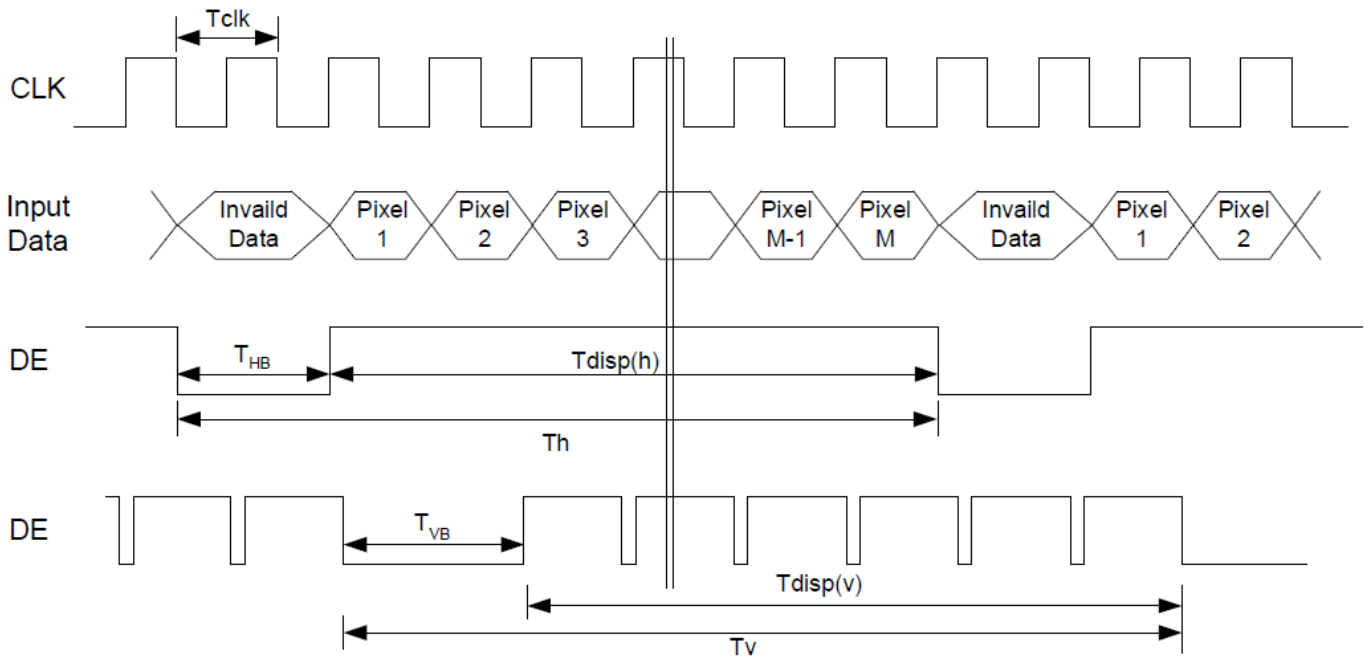 Tclk
CLK
Input
Data
Invaild
Data
Pixel
1
Pixel
2
Pixel
3
Pixel
M-1
Pixel
M
Invaild
Data
Pixel
1
Pixel
2
DE
THB
Tdisp(h)
Th
DE
TVB
Tdisp(v)
Tv